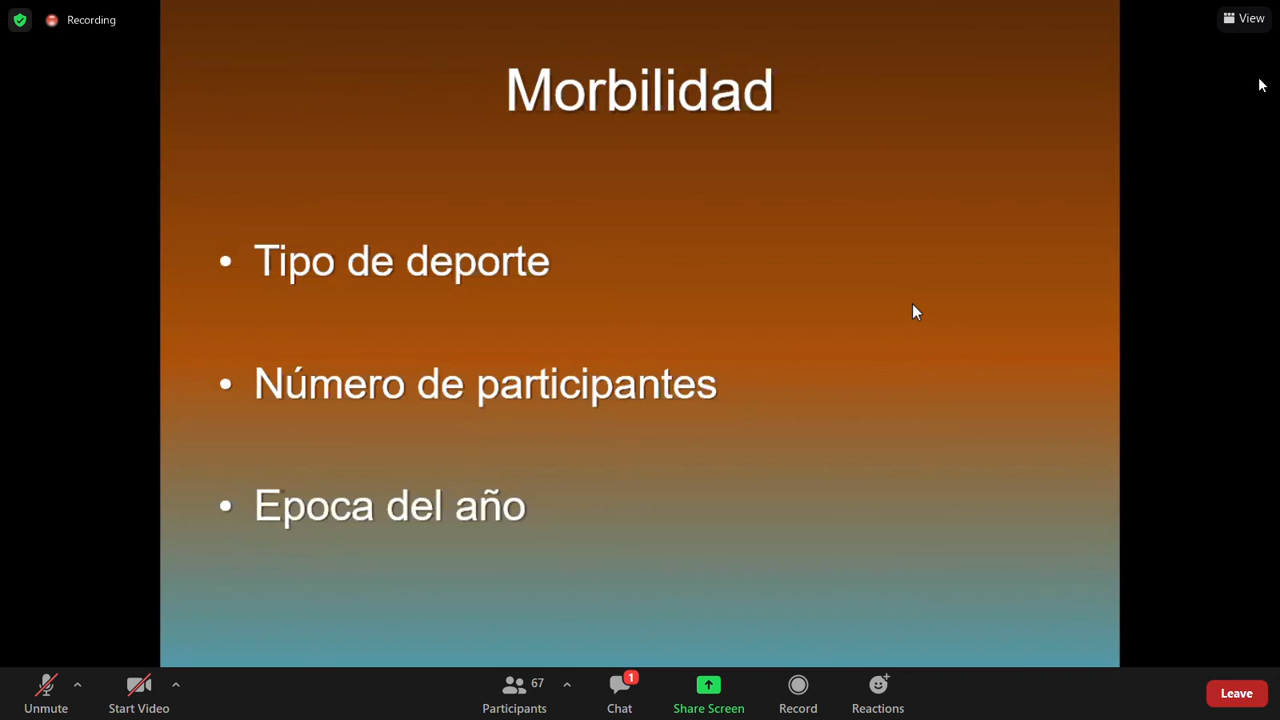 Recording
View
Morbilidad
• Tipo de deporte
• Número de participantes
• Epoca del año
67
1
Unmute
Start Video
Participants
Chat
Share Screen
Record
Reactions
Leave